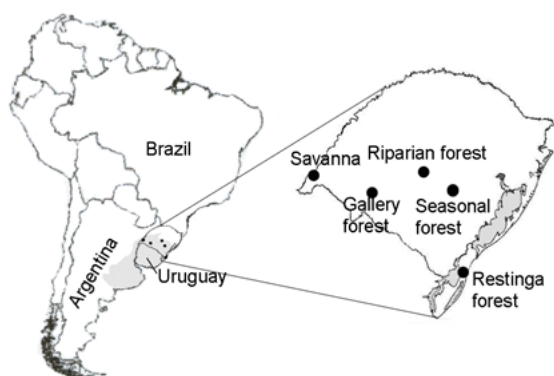 Brazil
Argentina
Uruguay
Savanna
Riparian forest
Gallery
forest
Seasonal
forest
Restinga
forest